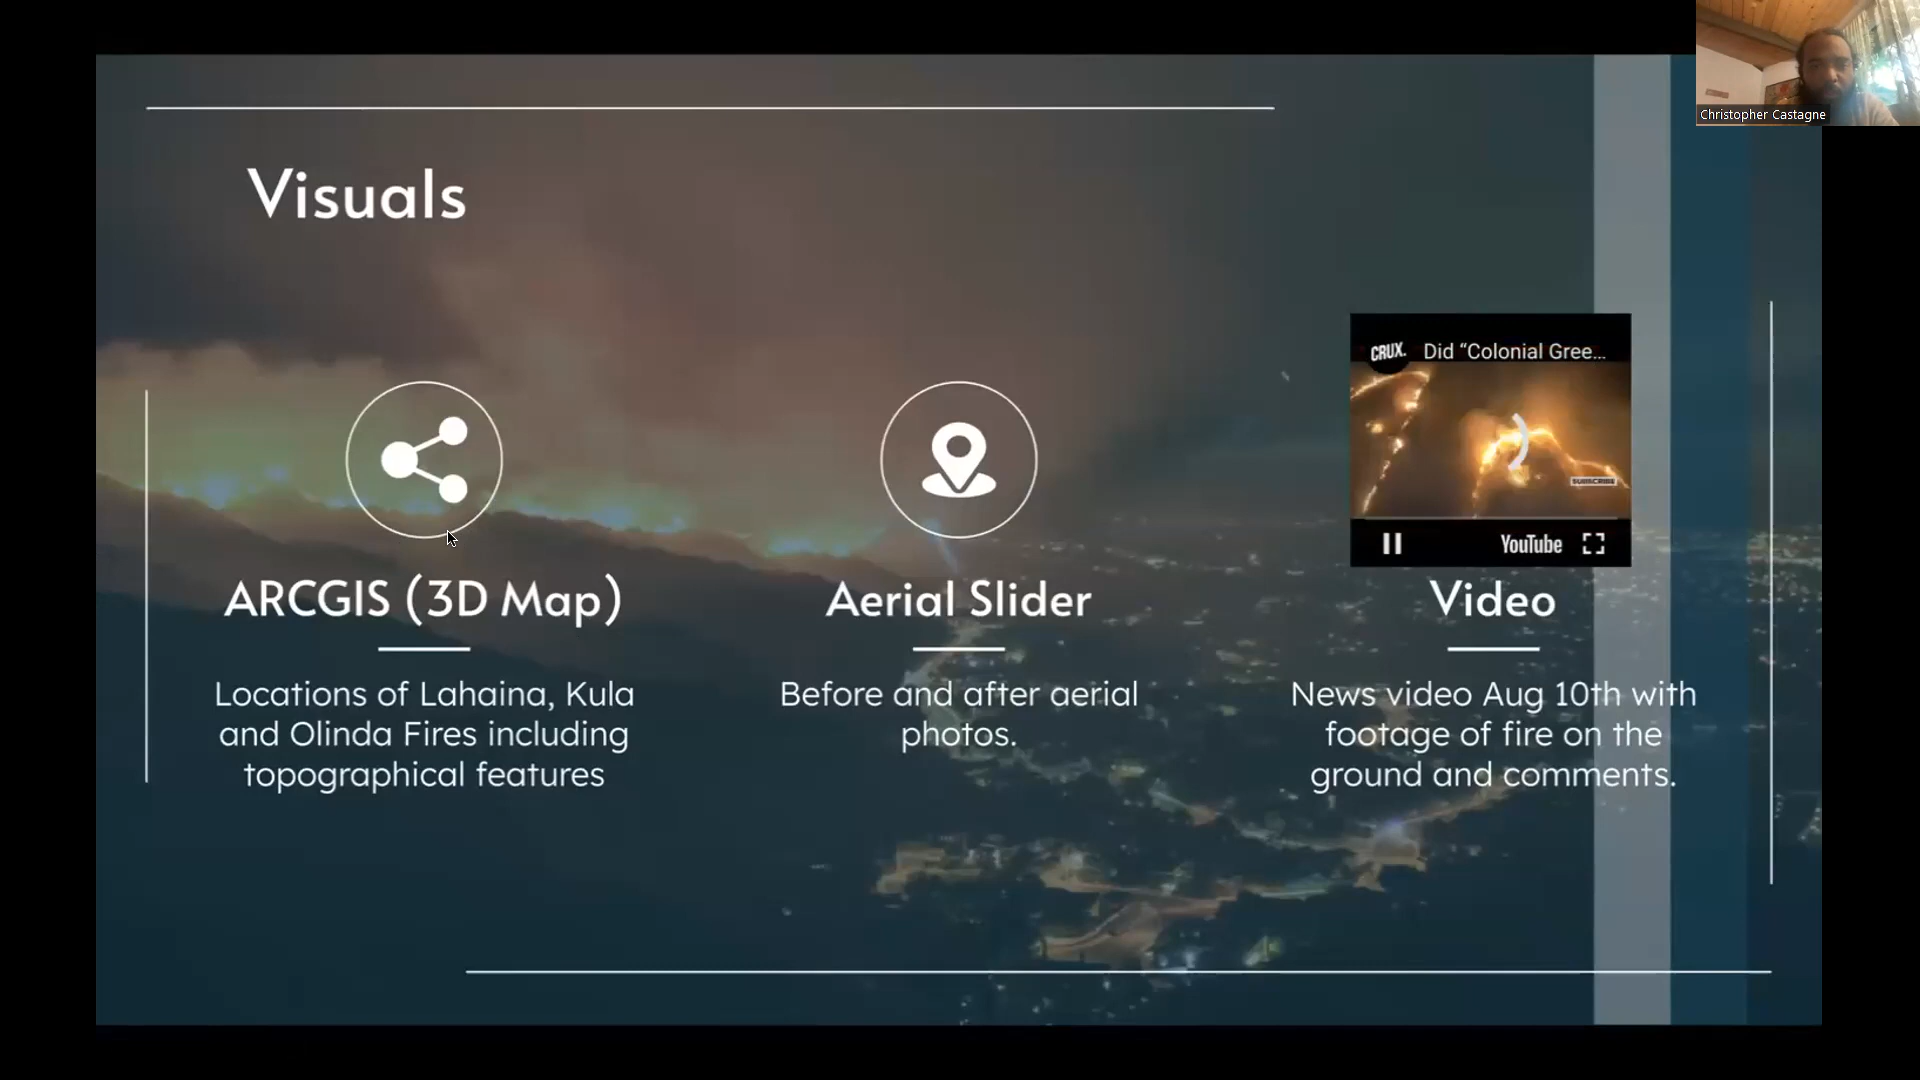 Christopher Castagne
Visuals
CRUX. Did “Colonial Gree...
SUBSCRIBE
YouTube
ARCGIS (3D Map)
Locations of Lahaina, Kula
and Olinda Fires including
topographical features
Aerial Slider
Before and after aerial
photos.
Video
News video Aug 10th with
footage of fire on the
ground and comments.